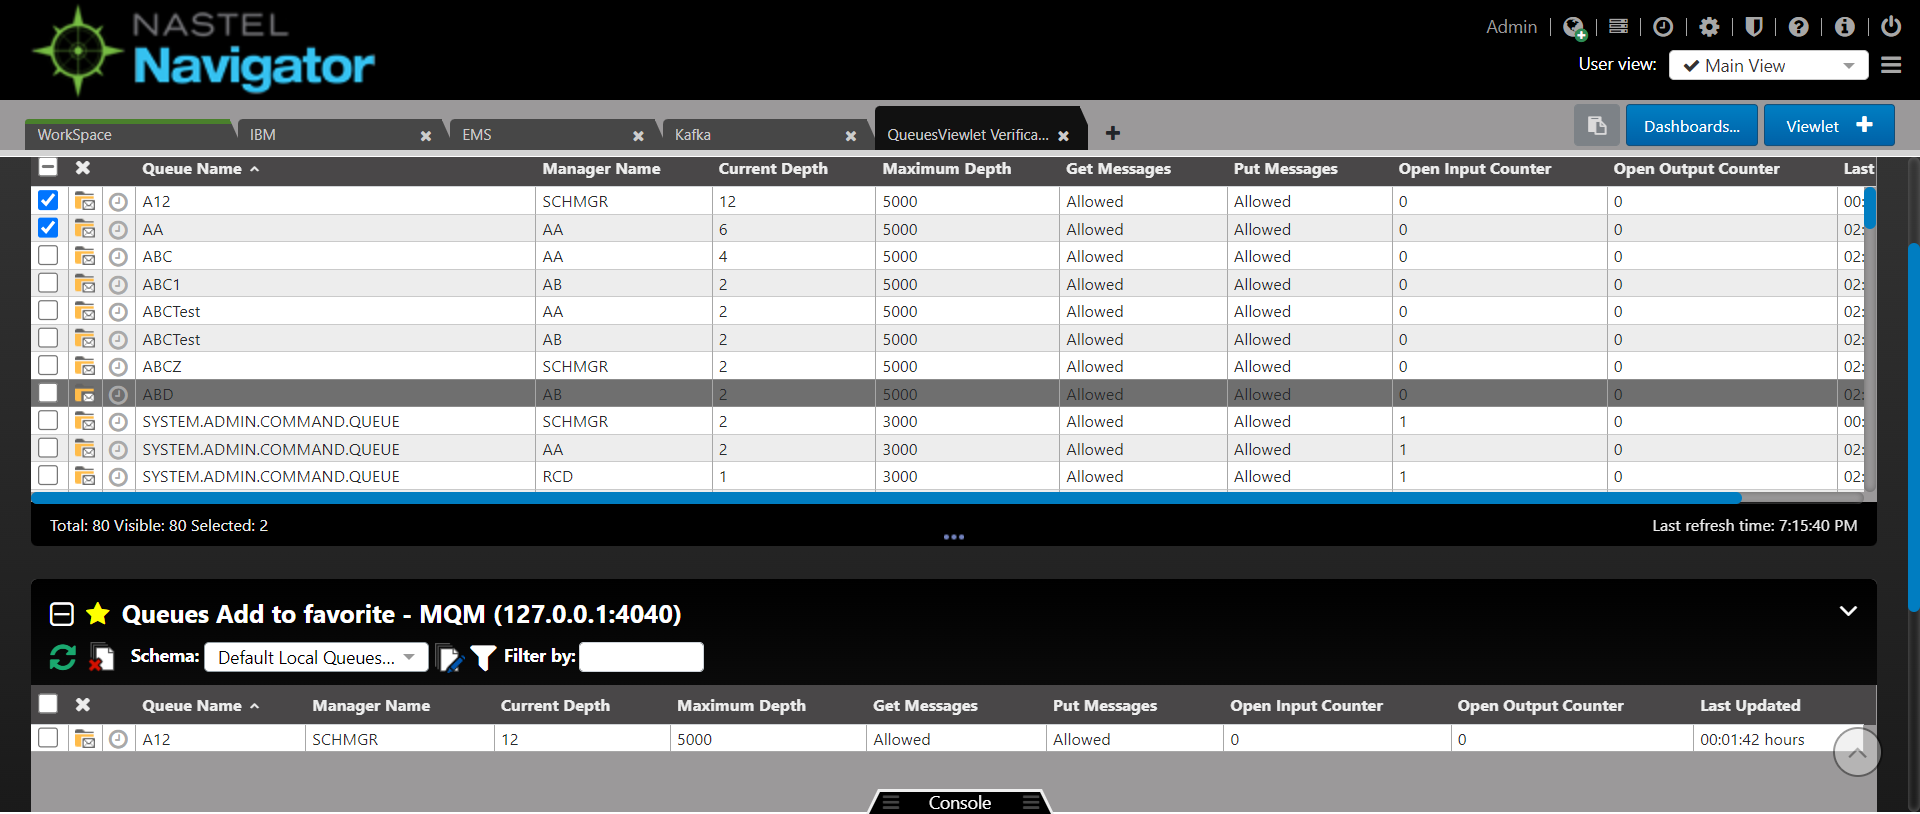 NASTEL
Navigator
Admin
User view: Main View
WorkSpace IBM EMS Kafka QueuesViewlet Verifica... Dashboards... Viewlet
Queue Name Manager Name Current Depth Maximum Depth Get Messages Put Messages Open Input Counter Open Output Counter Last
A12 SCHMGR 12 5000 Allowed Allowed 0 0 00:
AA AA 6 5000 Allowed Allowed 0 0 02:
ABC AA 4 5000 Allowed Allowed 0 0 02:
ABC1 AB 2 5000 Allowed Allowed 0 0 02:
ABCTest AA 2 5000 Allowed Allowed 0 0 02:
ABCTest AB 2 5000 Allowed Allowed 0 0 02:
ABCZ SCHMGR 2 5000 Allowed Allowed 0 0 02:
ABD AB 2 5000 Allowed Allowed 0 0 02:
SYSTEM.ADMIN.COMMAND.QUEUE SCHMGR 2 3000 Allowed Allowed 1 0 00:
SYSTEM.ADMIN.COMMAND.QUEUE AA 2 3000 Allowed Allowed 1 0 02:
SYSTEM.ADMIN.COMMAND.QUEUE RCD 1 3000 Allowed Allowed 1 0 02:
Total: 80 Visible: 80 Selected: 2 Last refresh time: 7:15:40 PM
Queues Add to favorite - MQM (127.0.0.1:4040)
Schema: Default Local Queues... Filter by:
Queue Name Manager Name Current Depth Maximum Depth Get Messages Put Messages Open Input Counter Open Output Counter Last Updated
A12 SCHMGR 12 5000 Allowed Allowed 0 0 00:01:42 hours
Console